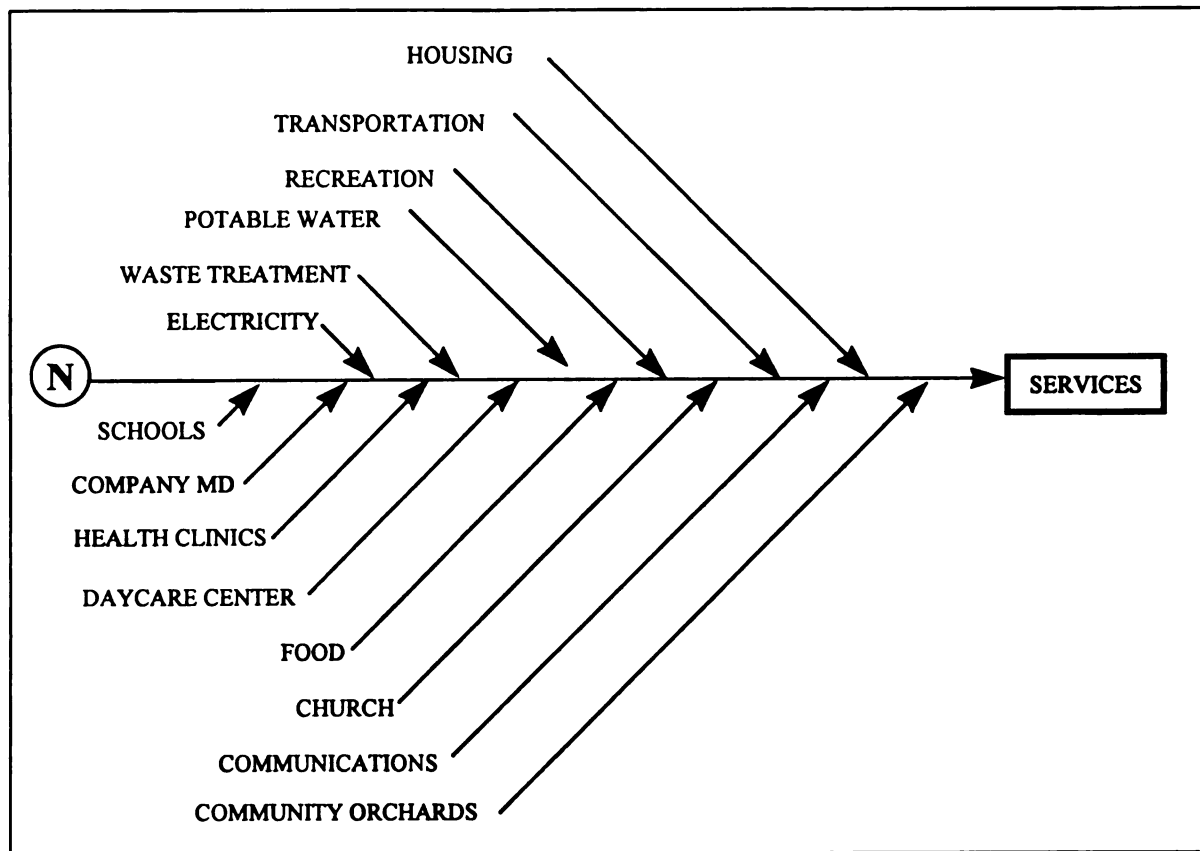 HOUSING
TRANSPORTATION
RECREATION
POTABLE WATER
WASTE TREATMENT
ELECTRICITY
N
SERVICES
SCHOOLS
COMPANY MD
HEALTH CLINICS
DAYCARE CENTER
FOOD
CHURCH
COMMUNICATIONS
COMMUNITY ORCHARDS